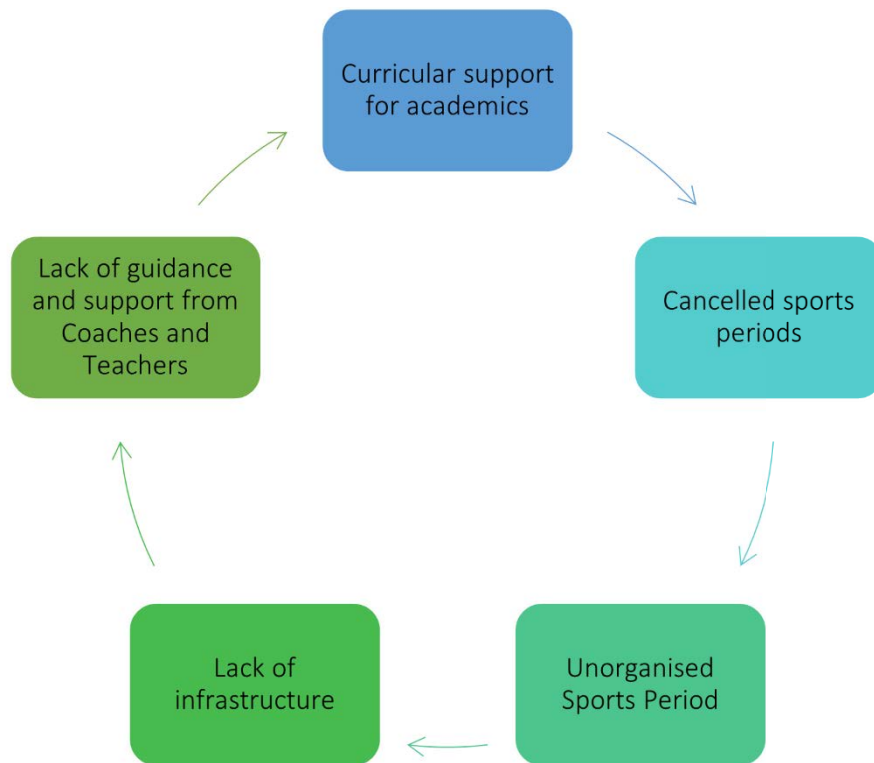 Curricular support
for academics
Cancelled sports
periods
Unorganised
Sports Period
Lack of
infrastructure
Lack of guidance
and support from
Coaches and
Teachers